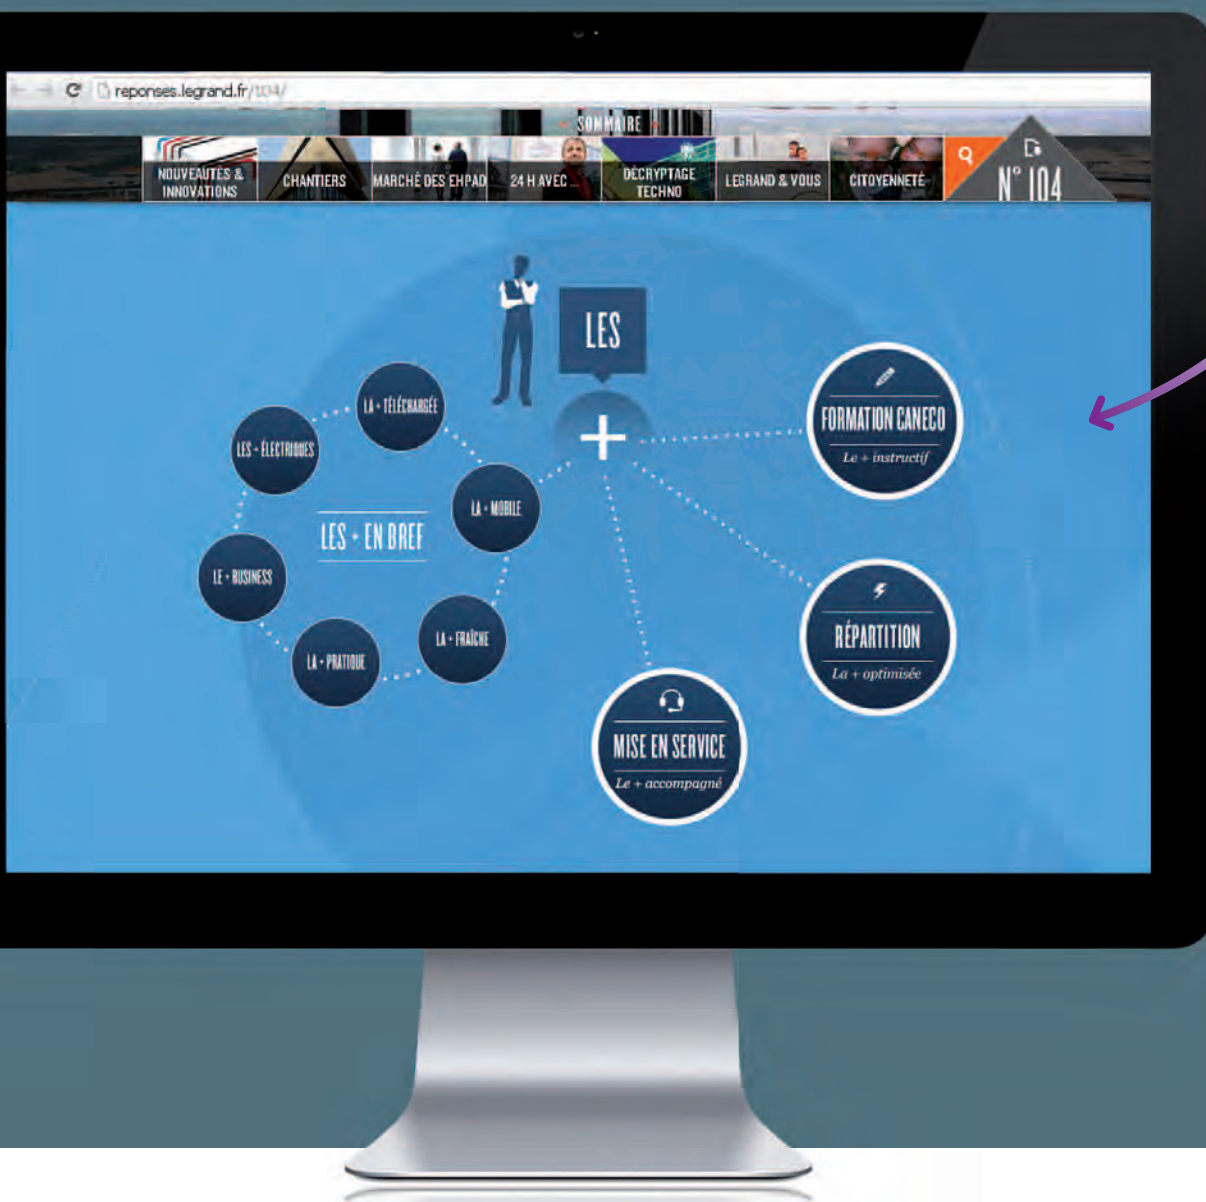 reponses.legrand.fr/104/
SOMMAIRE
NOUVEAUTÉS &
INNOVATIONS
CHANTIERS
MARCHÉ DES EHPAD
24 H AVEC ...
DÉCRYPTAGE
TECHNO
LEGRAND & VOUS
CITOYENNETÉ
N° 104
LES
+
LA + TÉLÉCHARGÉE
LES + ÉLECTRIQUES
LA + MOBILE
LES + EN BREF
LE + BUSINESS
LA + FRAÎCHE
LA + PRATIQUE
FORMATION CANECO
Le + instructif
RÉPARTITION
La + optimisée
MISE EN SERVICE
Le + accompagné